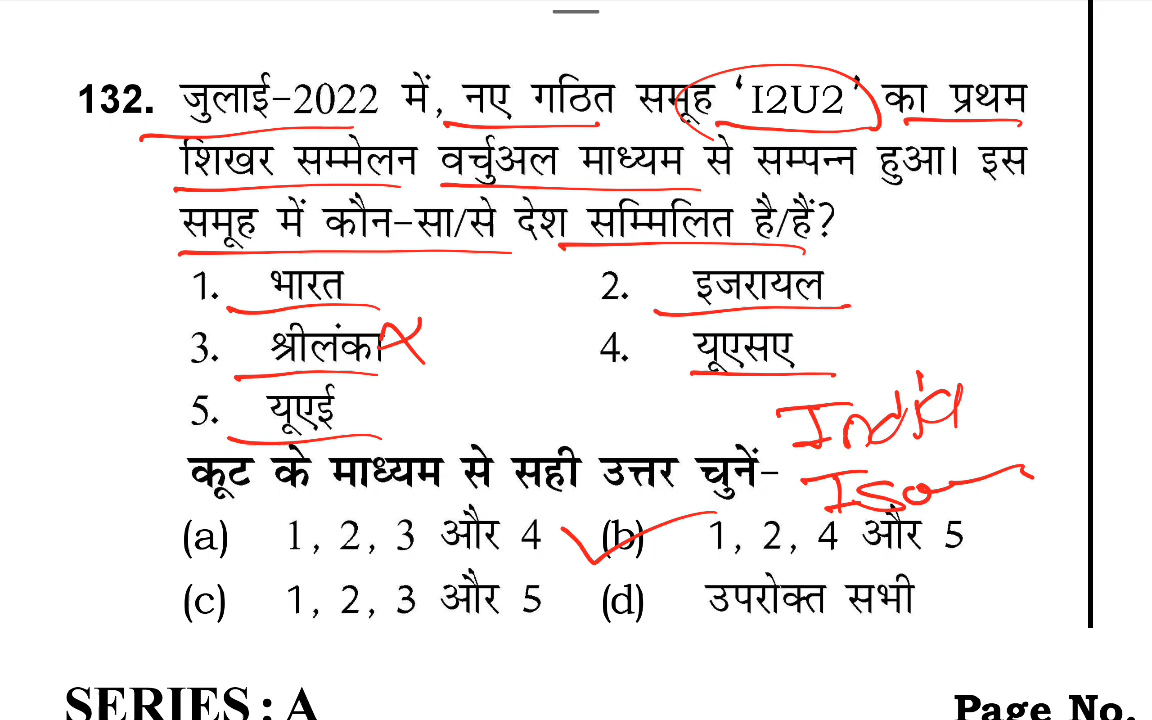 132. जुलाई-2022 में, नए गठित समूह ‘I2U2’ का प्रथम
शिखर सम्मेलन वर्चुअल माध्यम से सम्पन्न हुआ। इस
समूह में कौन-सा/से देश सम्मिलित है/हैं?
1. भारत 2. इजरायल
3. श्रीलंका 4. यूएसए
5. यूएई
India
कूट के माध्यम से सही उत्तर चुनें-
(a) 1, 2, 3 और 4 (b) 1, 2, 4 और 5
(c) 1, 2, 3 और 5 (d) उपरोक्त सभी
SERIES : A Page No.